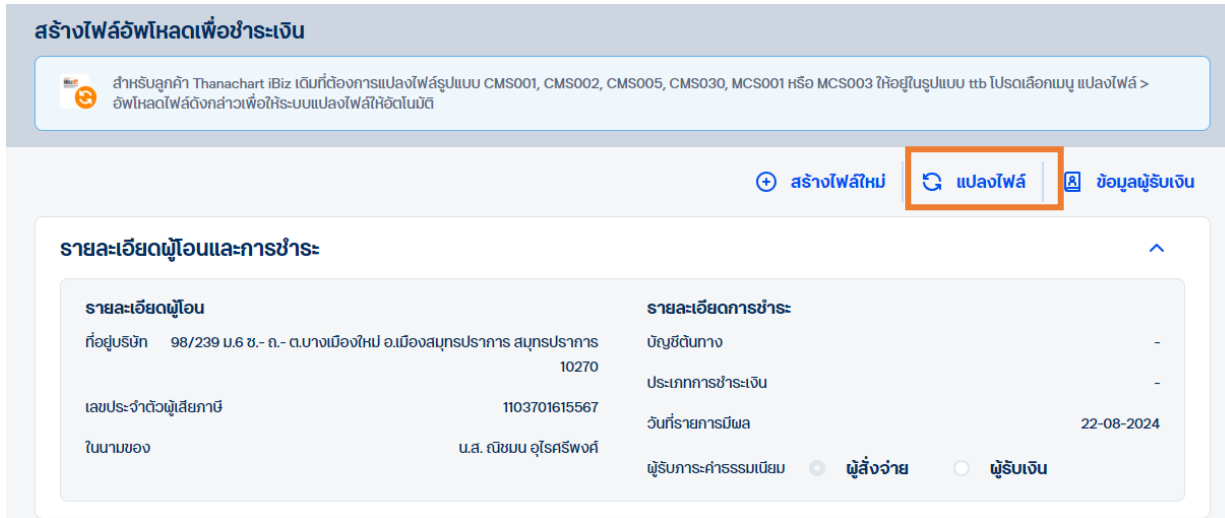 สร้างไฟล์อัพโหลดเพื่อชำระเงิน
สำหรับลูกค้า Thanachart iBiz เดิมที่ต้องการแปลงไฟล์รูปแบบ CMS001, CMS002, CMS005, CMS030, MCS001 หรือ MCS003 ให้อยู่ในรูปแบบ ttb โปรดเลือกเมนู แปลงไฟล์ >
อัพโหลดไฟล์ดังกล่าวเพื่อให้ระบบแปลงไฟล์ให้อัตโนมัติ
สร้างไฟล์ใหม่ แปลงไฟล์ ข้อมูลผู้รับเงิน
รายละเอียดผู้โอนและการชำระ
รายละเอียดผู้โอน
ที่อยู่บริษัท 98/239 ม.6 ซ.- ถ.- ต.บางเมืองใหม่ อ.เมืองสมุทรปราการ สมุทรปราการ
10270
เลขประจำตัวผู้เสียภาษี 1103701615567
ในนามของ น.ส. ณิชมน อุไรศรีพงศ์
รายละเอียดการชำระ
บัญชีต้นทาง -
ประเภทการชำระเงิน -
วันที่รายการมีผล 22-08-2024
ผู้รับภาระค่าธรรมเนียม ผู้สั่งจ่าย ผู้รับเงิน